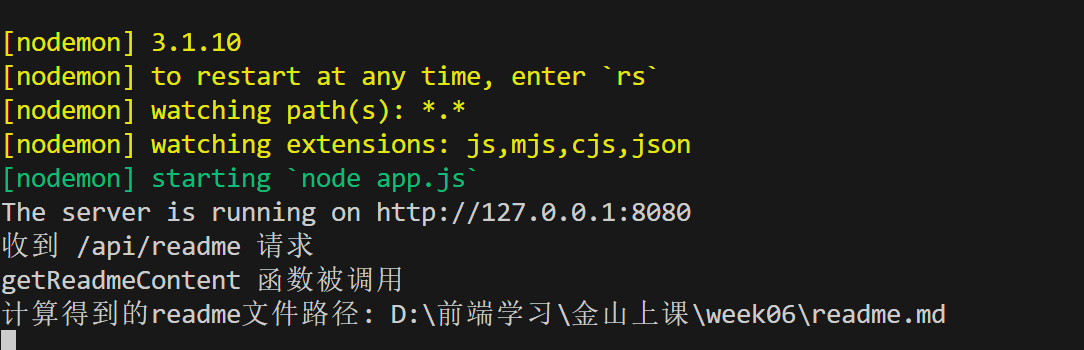 [nodemon] 3.1.10
[nodemon] to restart at any time, enter `rs`
[nodemon] watching path(s): *.*
[nodemon] watching extensions: js,mjs,cjs,json
[nodemon] starting `node app.js`
The server is running on http://127.0.0.1:8080
收到 /api/readme 请求
getReadmeContent 函数被调用
计算得到的readme文件路径: D:\前端学习\金山上课\week06\readme.md